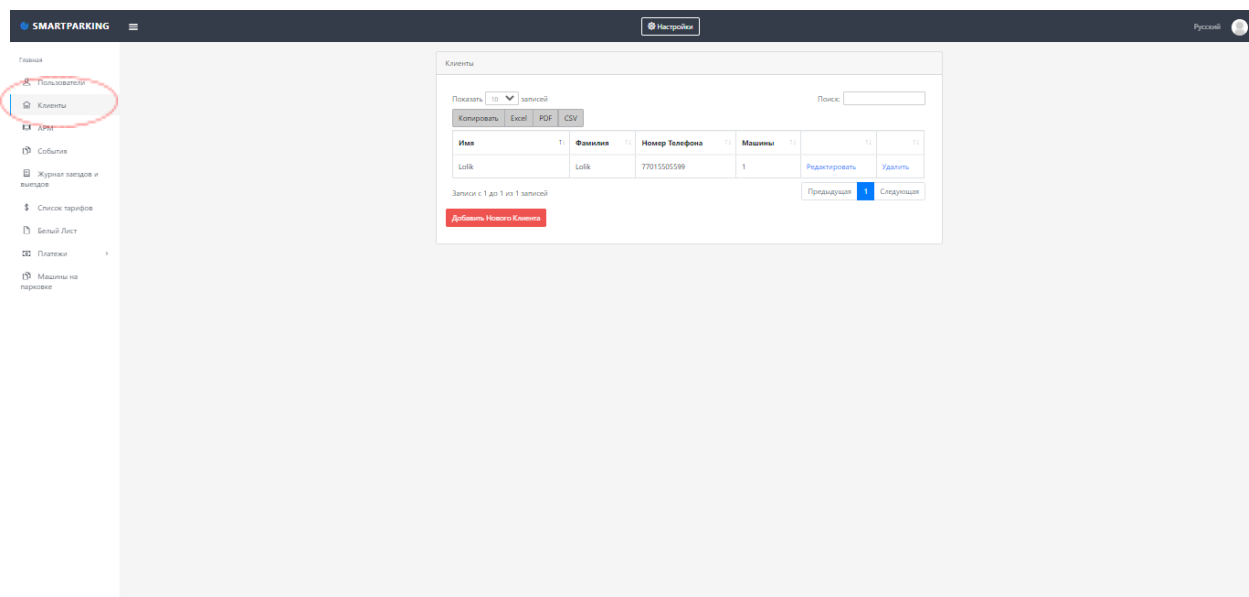 SMARTPARKING
Настройки
Русский
Главная
Пользователи
Клиенты
АРМ
События
Журнал заездов и
выездов
$ Список тарифов
Белый Лист
Платежи
Машины на
парковке
Клиенты
Показать 10 записей
Поиск:
Копировать Excel PDF CSV
Имя Фамилия Номер Телефона Машины
Lolik Lolik 77015505599 1 Редактировать Удалить
Записи с 1 до 1 из 1 записей
Предыдущая 1 Следующая
Добавить Нового Клиента